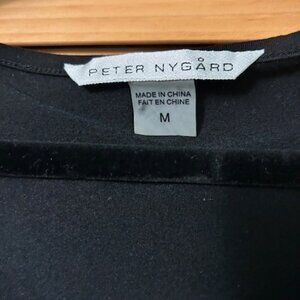 PETER NYGÅRD
MADE IN CHINA
FAIT EN CHINE
M